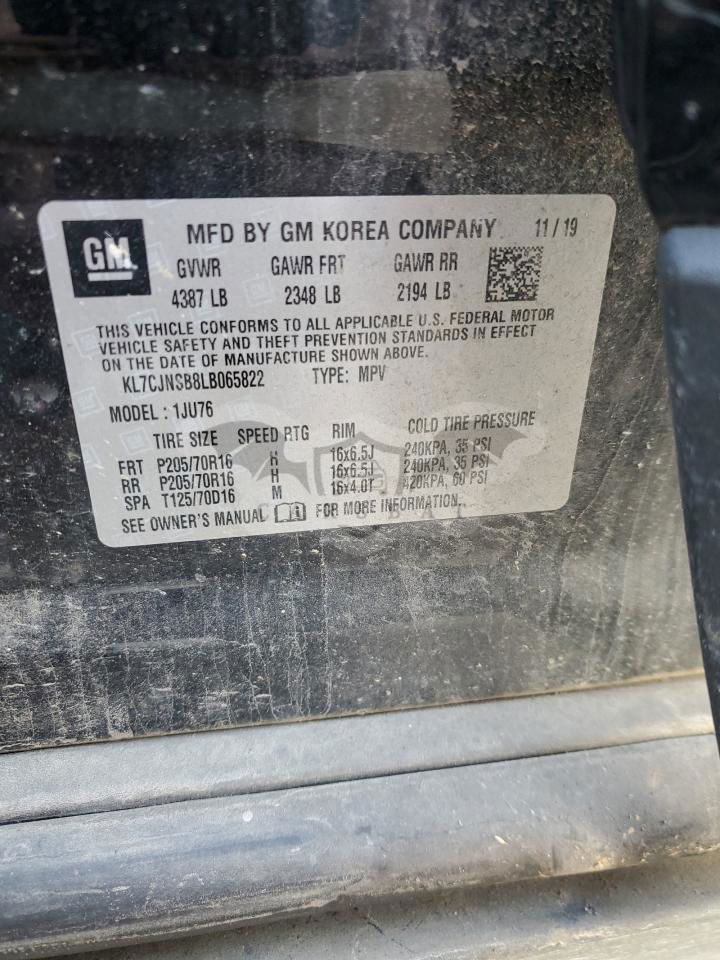 GM
MFD BY GM KOREA COMPANY 11 / 19
GVWR GAWR FRT GAWR RR
4387 LB 2348 LB 2194 LB
THIS VEHICLE CONFORMS TO ALL APPLICABLE U.S. FEDERAL MOTOR
VEHICLE SAFETY AND THEFT PREVENTION STANDARDS IN EFFECT
ON THE DATE OF MANUFACTURE SHOWN ABOVE.
KL7CJNSB8LB065822 TYPE: MPV
MODEL : 1JU76
TIRE SIZE SPEED RTG RIM COLD TIRE PRESSURE
FRT P205/70R16 H 16x6.5J 240KPA, 35 PSI
RR P205/70R16 H 16x6.5J 240KPA, 35 PSI
SPA T125/70D16 M 16x4.0T 420KPA, 60 PSI
SEE OWNER'S MANUAL FOR MORE INFORMATION.